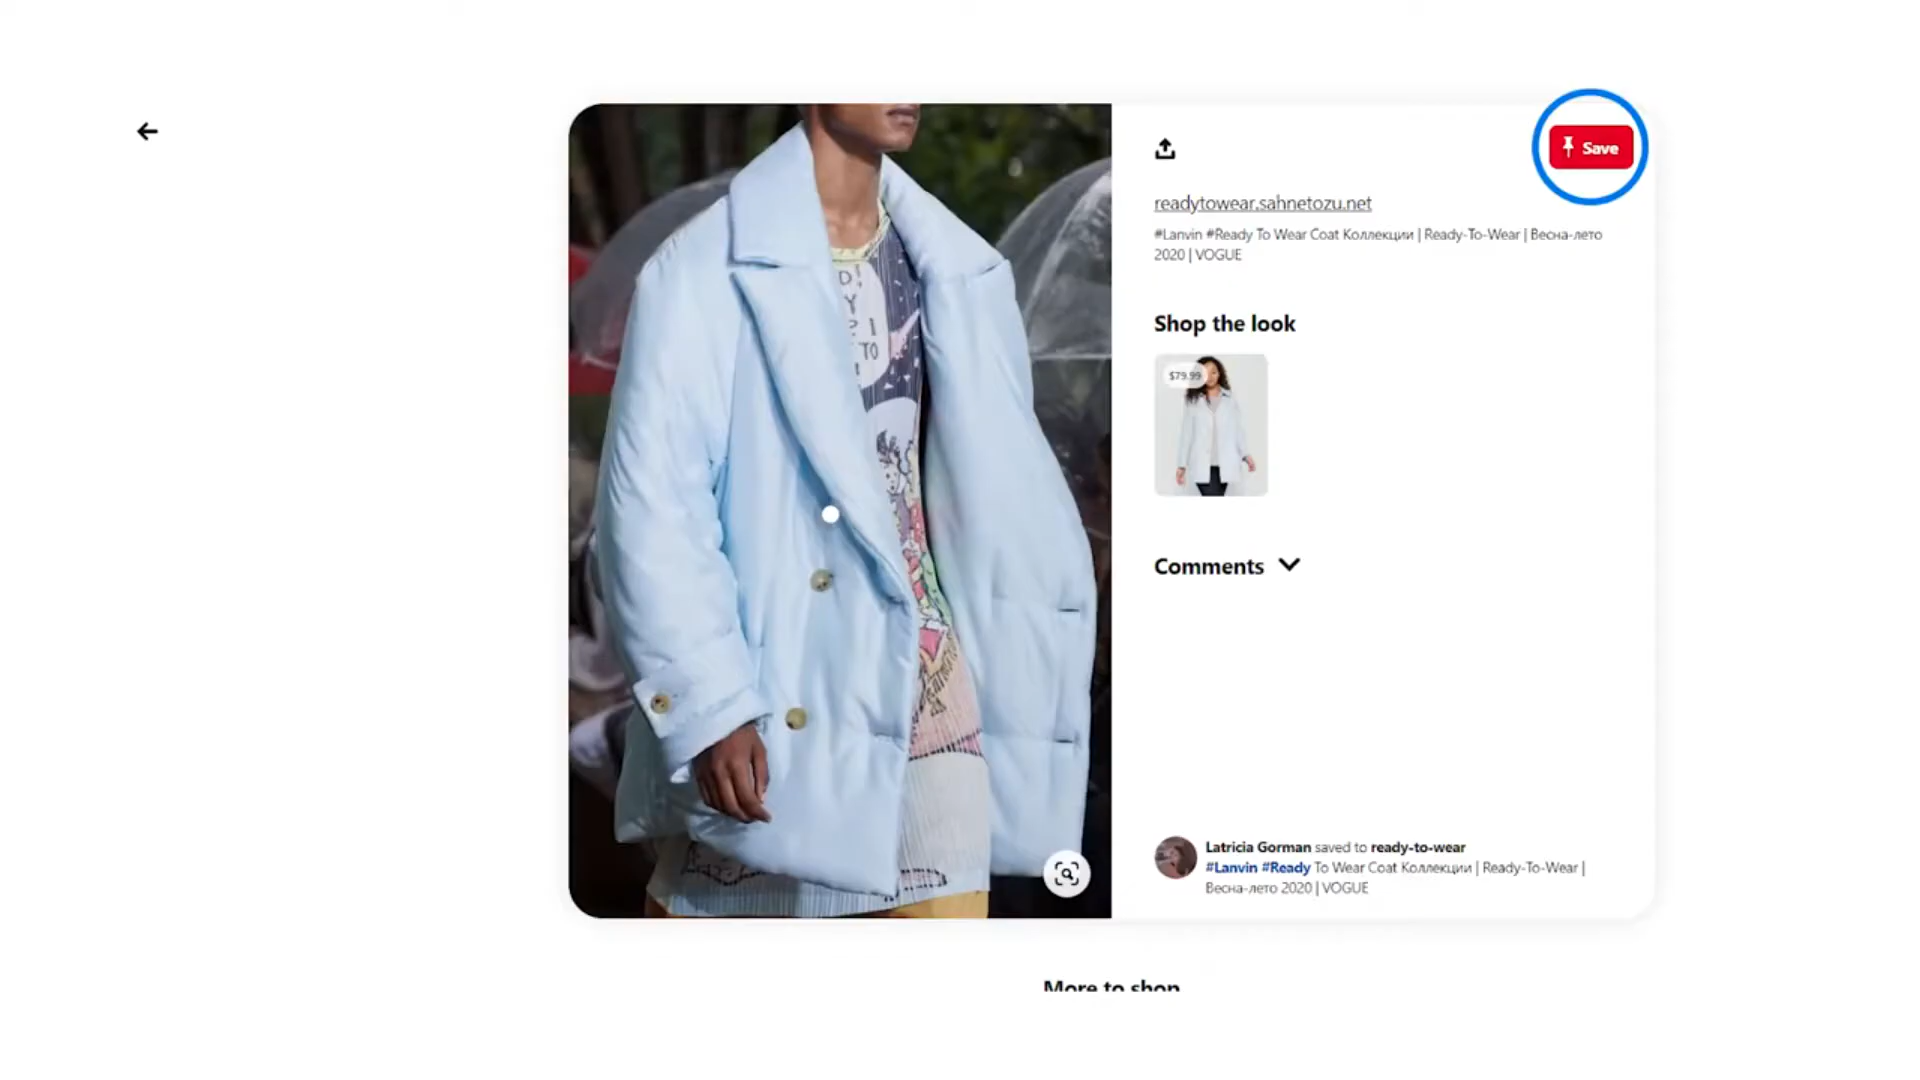 Save
readytowear.sahnetozu.net
#Lanvin #Ready To Wear Coat Коллекции | Ready-To-Wear | Весна-лето
2020 | VOGUE
Shop the look
$79.99
Comments
Latricia Gorman saved to ready-to-wear
#Lanvin #Ready To Wear Coat Коллекции | Ready-To-Wear |
Весна-лето 2020 | VOGUE
More to shop
D!
Y
? I
TO